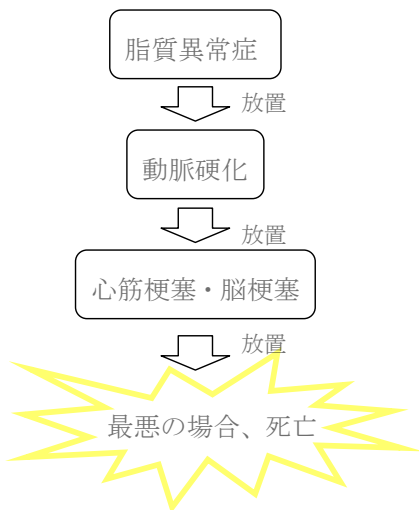 脂質異常症
放置
動脈硬化
放置
心筋梗塞・脳梗塞
放置
最悪の場合、死亡